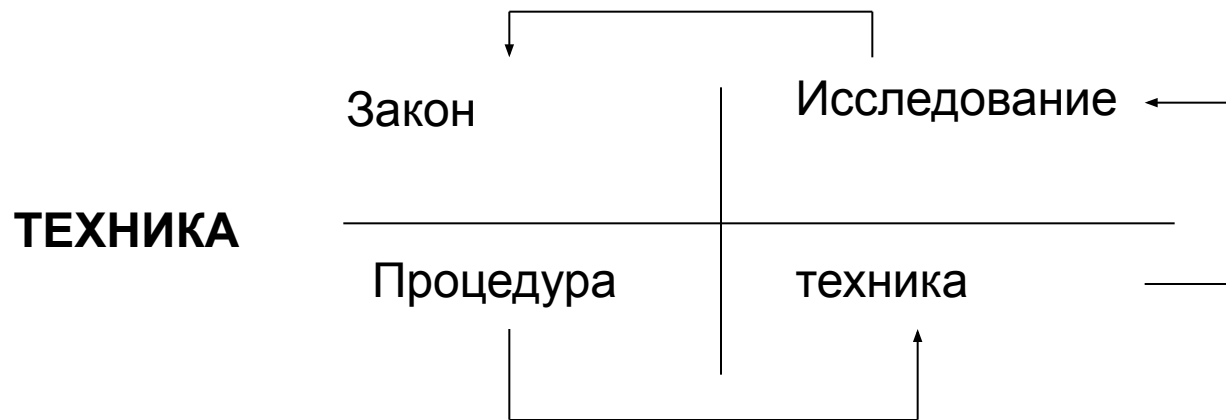 Закон
Исследование
ТЕХНИКА
Процедура
техника